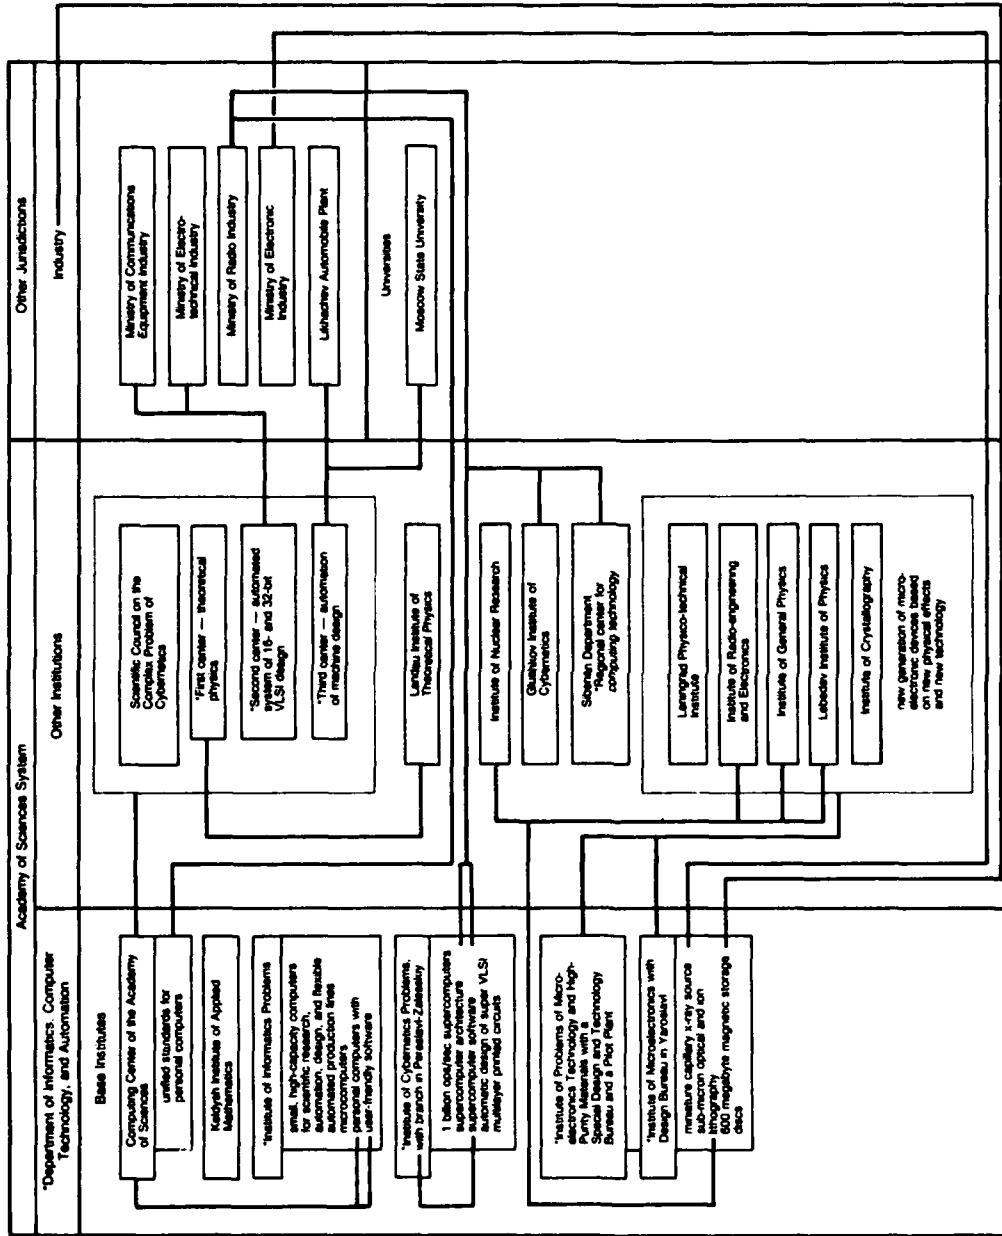 Academy of Sciences System
Other Jurisdictions
*Department of Informatics, Computer
Technology, and Automation
Other Institutions
Industry
Base Institutes
Computing Center of the Academy
of Sciences
unified standards for
personal computers
Keldysh Institute of Applied
Mathematics
*Institute of Informatics Problems
small, high-capacity computers
for scientific research,
automation, design, and flexible
automated production lines
microcomputers
personal computers with
user-friendly software
*Institute of Cybernetics Problems,
with branch in Pereslavl-Zalesskiy
1 billion ops/sec supercomputers
supercomputer architecture
supercomputer software
automatic design of super VLSI
multilayer printed circuits
*Institute of Problems of Micro-
electronics Technology and High-
Purity Materials with a
Special Design and Technology
Bureau and a Pilot Plant
*Institute of Microelectronics with
Design Bureau in Yaroslavl
miniature capillary x-ray source
sub-micron optical and ion
lithography
600 megabyte magnetic storage
discs
Scientific Council on the
Complex Problem of
Cybernetics
*First center — theoretical
physics
*Second center — automated
system of 16- and 32-bit
VLSI design
*Third center — automation
of machine design
Landau Institute of
Theoretical Physics
Institute of Nuclear Research
Glushkov Institute of
Cybernetics
Siberian Department
*Regional center for
computing technology
Leningrad Physico-technical
Institute
Institute of Radio-engineering
and Electronics
Institute of General Physics
Lebedev Institute of Physics
Institute of Crystallography
new generation of micro-
electronic devices based
on new physical effects
and new technology
Ministry of Communications
Equipment Industry
Ministry of Electro-
technical Industry
Ministry of Radio Industry
Ministry of Electronic
Industry
Likhachev Automobile Plant
Universities
Moscow State University